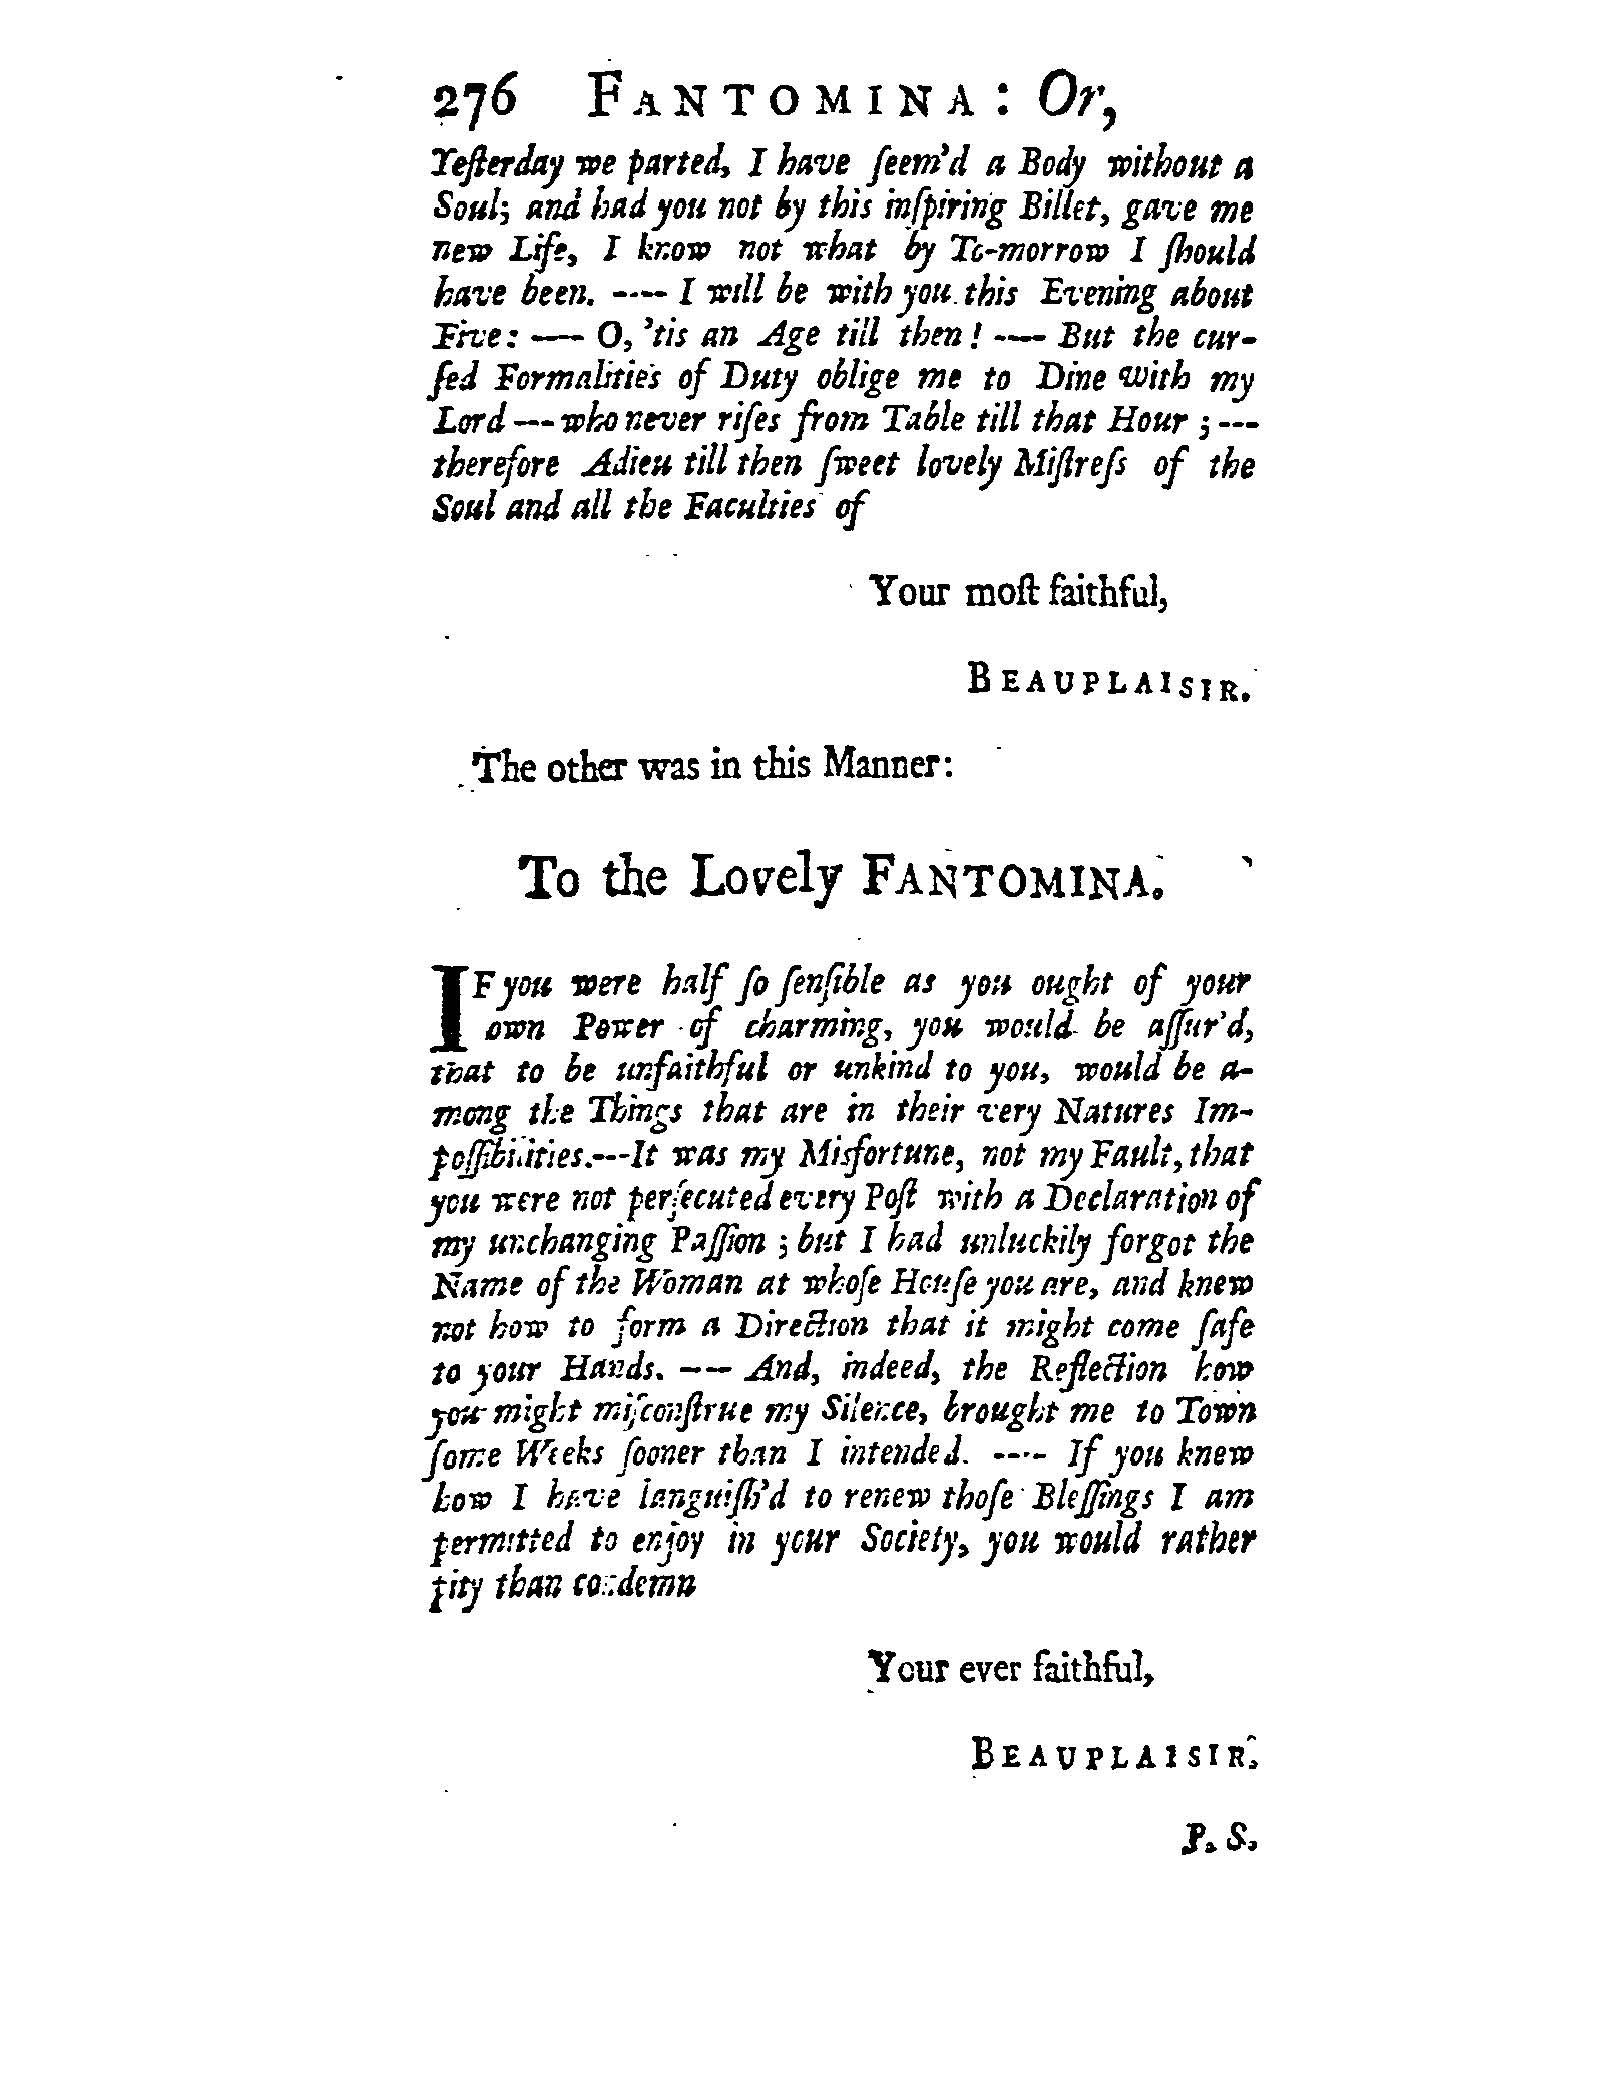 276 FANTOMINA: Or,
Yeſterday we parted, I have ſeem'd a Body without a
Soul; and had you not by this inſpiring Billet, gave me
new Life, I know not what by To-morrow I ſhould
have been. ---- I will be with you this Evening about
Five: ---- O, 'tis an Age till then! ---- But the cur-
ſed Formalities of Duty oblige me to Dine with my
Lord --- who never riſes from Table till that Hour; ---
therefore Adieu till then ſweet lovely Miſtreſs of the
Soul and all the Faculties of
Your moſt faithful,
BEAUPLAISIR.
The other was in this Manner:
To the Lovely FANTOMINA.
IF you were half ſo ſenſible as you ought of your
own Power of charming, you would be aſſur'd,
that to be unfaithful or unkind to you, would be a-
mong the Things that are in their very Natures Im-
poſſibilities.---It was my Misfortune, not my Fault, that
you were not perſecuted every Poſt with a Declaration of
my unchanging Paſſion; but I had unluckily forgot the
Name of the Woman at whoſe Houſe you are, and knew
not how to form a Direction that it might come ſafe
to your Hands. ---- And, indeed, the Reflection how
you might miſconſtrue my Silence, brought me to Town
ſome Weeks ſooner than I intended. ---- If you knew
how I have languiſh'd to renew thoſe Bleſſings I am
permitted to enjoy in your Society, you would rather
pity than condemn
Your ever faithful,
BEAUPLAISIR.
P. S.